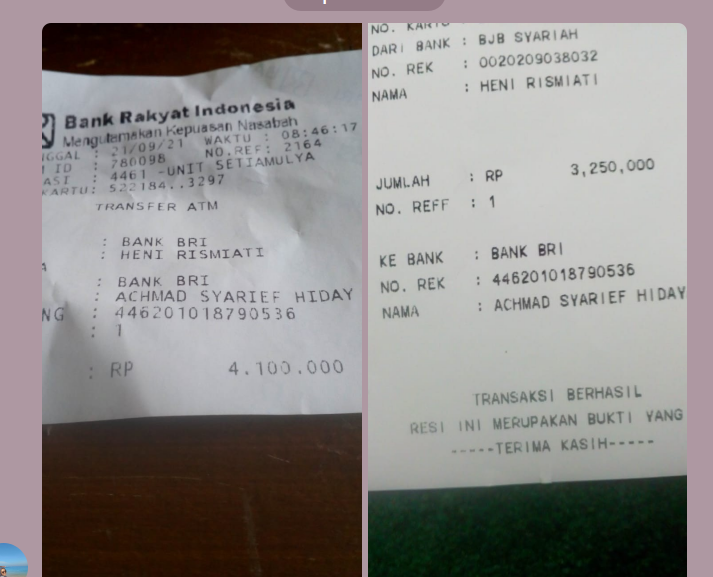 Bank Rakyat Indonesia
Mengutamakan Kepuasan Nasabah
NGGAL : 21/09/21 WAKTU : 08:46:17
ID : 780098 NO.REF: 2164
ASI : 4461 -UNIT SETIAMULYA
KARTU: 522184..3297
TRANSFER ATM
: BANK BRI
: HENI RISMIATI
: BANK BRI
: ACHMAD SYARIEF HIDAY
NG : 446201018790536
: 1
: RP 4.100.000
NO. KARTU
DARI BANK : BJB SYARIAH
NO. REK : 0020209038032
NAMA : HENI RISMIATI
JUMLAH : RP 3,250,000
NO. REFF : 1
KE BANK : BANK BRI
NO. REK : 446201018790536
NAMA : ACHMAD SYARIEF HIDAY
TRANSAKSI BERHASIL
RESI INI MERUPAKAN BUKTI YANG
-----TERIMA KASIH-----